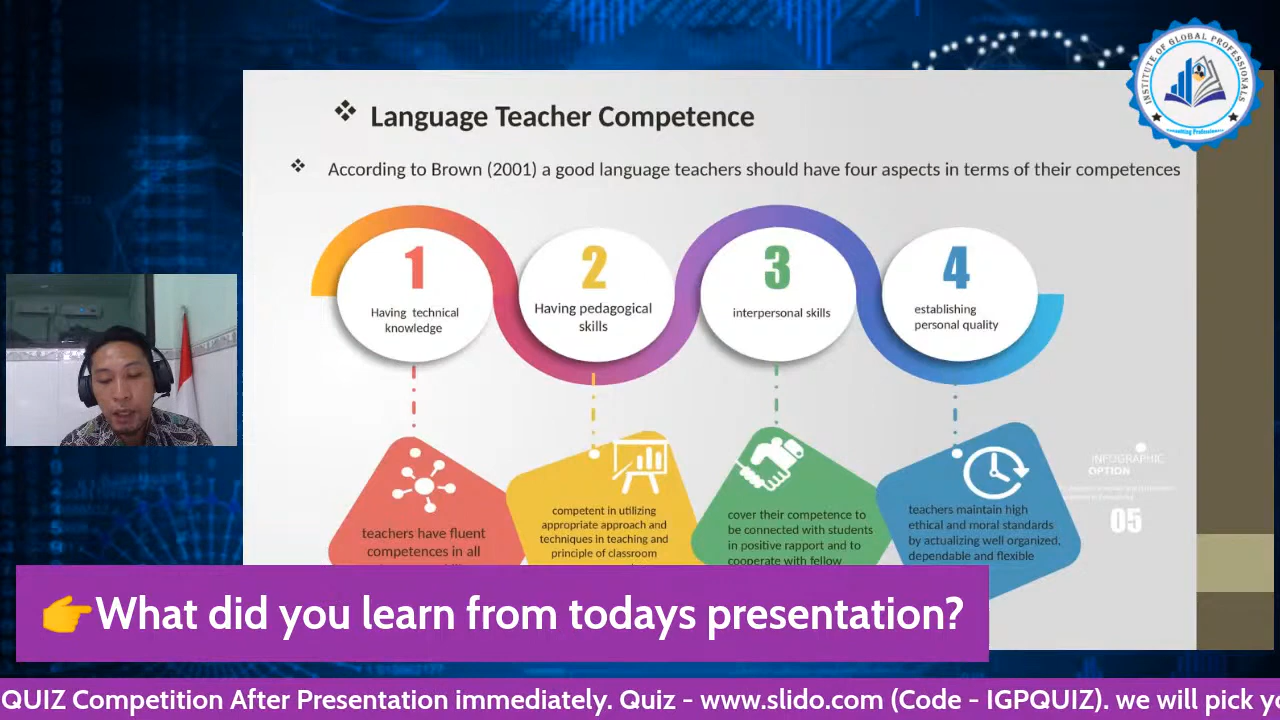 INSTITUTE OF GLOBAL PROFESSIONALS
Consulting Professionals
❖ Language Teacher Competence
❖ According to Brown (2001) a good language teachers should have four aspects in terms of their competences
1
Having technical
knowledge
2
Having pedagogical
skills
3
interpersonal skills
4
establishing
personal quality
teachers have fluent
competences in all
competent in utilizing
appropriate approach and
techniques in teaching and
principle of classroom
cover their competence to
be connected with students
in positive rapport and to
cooperate with fellow
teachers maintain high
ethical and moral standards
by actualizing well organized,
dependable and flexible
INFOGRAPHIC
OPTION
05
👉What did you learn from todays presentation?
QUIZ Competition After Presentation immediately. Quiz - www.slido.com (Code - IGPQUIZ). we will pick